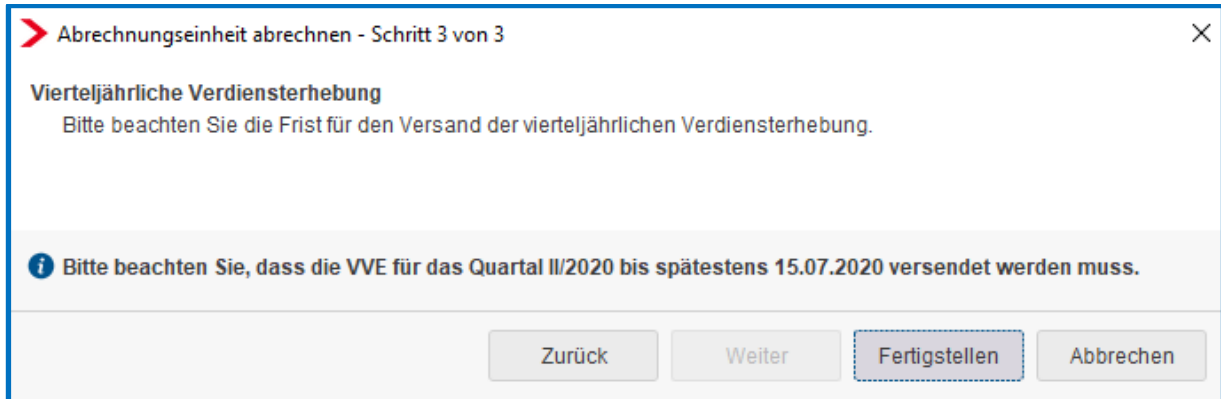 Abrechnungseinheit abrechnen - Schritt 3 von 3
Vierteljährliche Verdiensterhebung
Bitte beachten Sie die Frist für den Versand der vierteljährlichen Verdiensterhebung.
Bitte beachten Sie, dass die VVE für das Quartal II/2020 bis spätestens 15.07.2020 versendet werden muss.
Zurück Weiter Fertigstellen Abbrechen